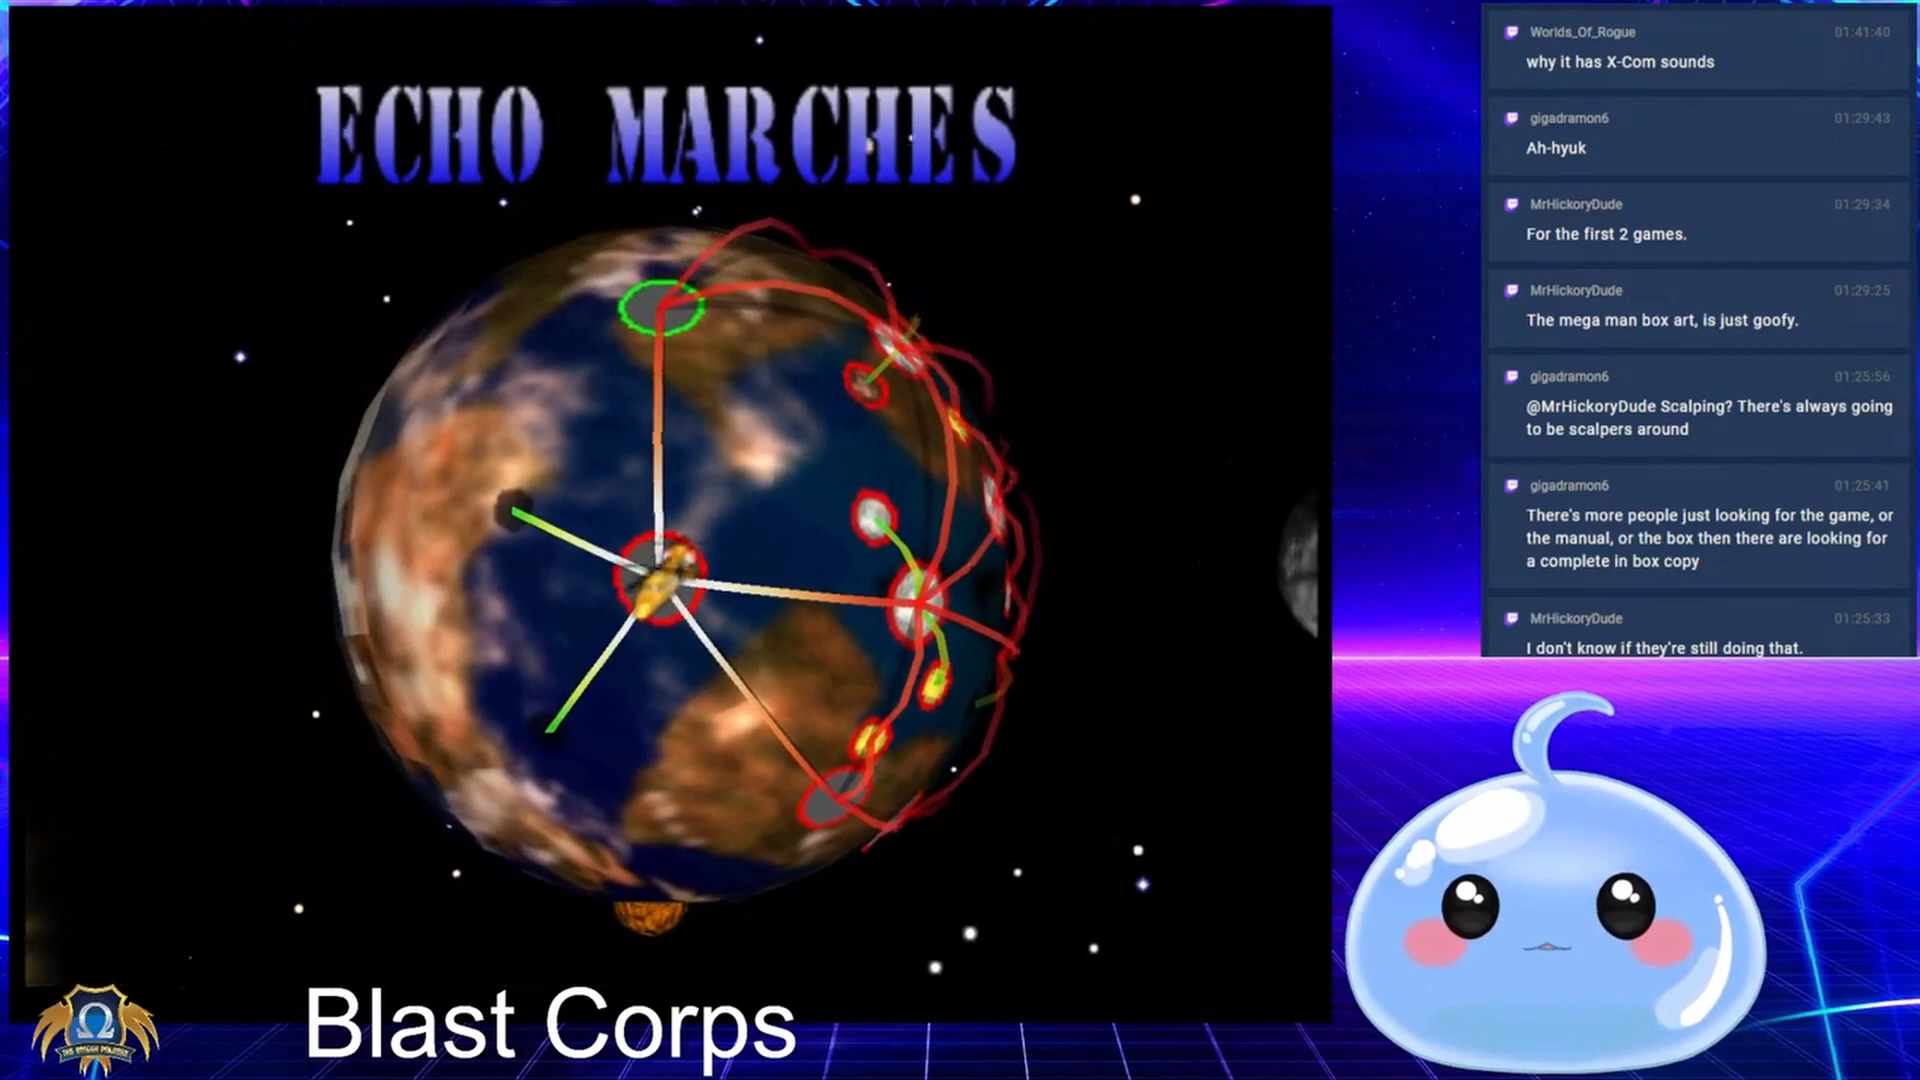 ECHO MARCHES
Worlds_Of_Rogue 01:41:40
why it has X-Com sounds
gigadramon6 01:29:43
Ah-hyuk
MrHickoryDude 01:29:34
For the first 2 games.
MrHickoryDude 01:29:25
The mega man box art, is just goofy.
gigadramon6 01:25:56
@MrHickoryDude Scalping? There's always going
to be scalpers around
gigadramon6 01:25:41
There's more people just looking for the game, or
the manual, or the box then there are looking for
a complete in box copy
MrHickoryDude 01:25:33
I don't know if they're still doing that.
Blast Corps